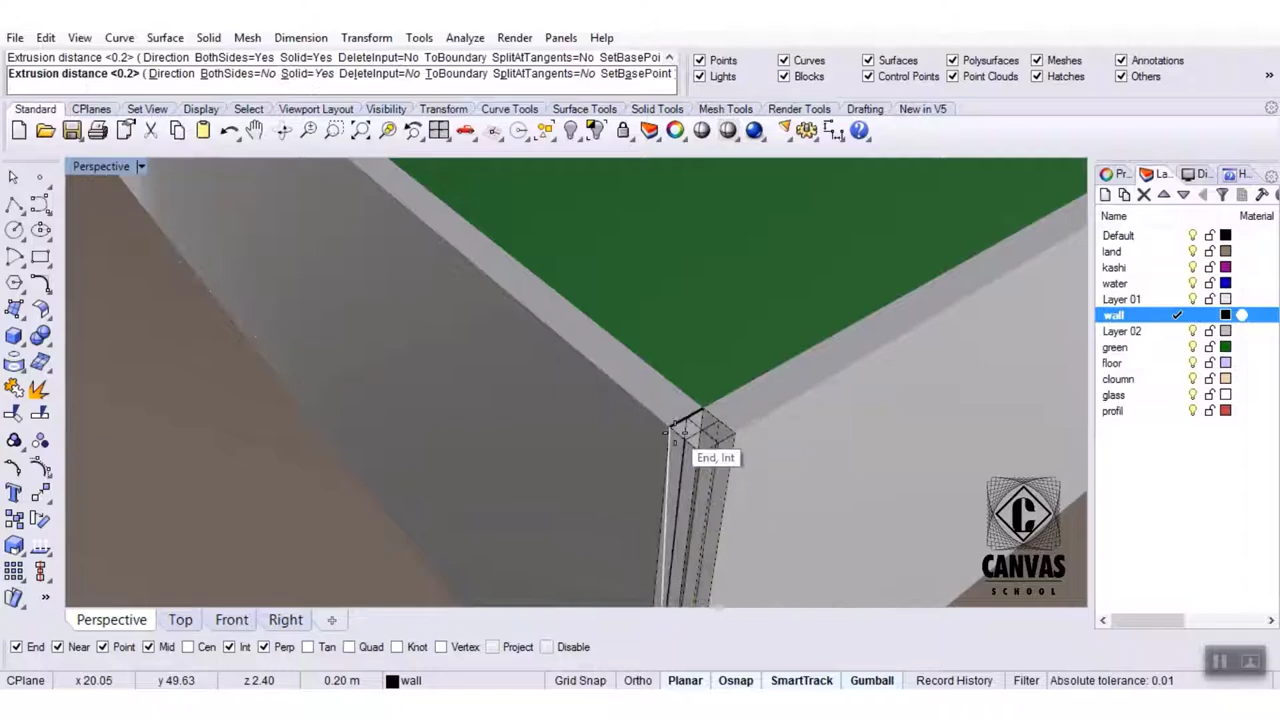 File Edit View Curve Surface Solid Mesh Dimension Transform Tools Analyze Render Panels Help
Extrusion distance <0.2> ( Direction BothSides=Yes Solid=Yes DeleteInput=No ToBoundary SplitAtTangents=No SetBasePoi
Extrusion distance <0.2> ( Direction BothSides=No Solid=Yes DeleteInput=No ToBoundary SplitAtTangents=No SetBasePoint
Points Curves Surfaces Polysurfaces Meshes Annotations
Lights Blocks Control Points Point Clouds Hatches Others
Standard CPlanes Set View Display Select Viewport Layout Visibility Transform Curve Tools Surface Tools Solid Tools Mesh Tools Render Tools Drafting New in V5
Perspective
Pr... La... Di... H...
Name Material
Default
land
kashi
water
Layer 01
wall
Layer 02
green
floor
cloumn
glass
profil
End, Int
C
CANVAS
SCHOOL
Perspective Top Front Right
End Near Point Mid Cen Int Perp Tan Quad Knot Vertex Project Disable
CPlane x 20.05 y 49.63 z 2.40 0.20 m wall Grid Snap Ortho Planar Osnap SmartTrack Gumball Record History Filter Absolute tolerance: 0.01